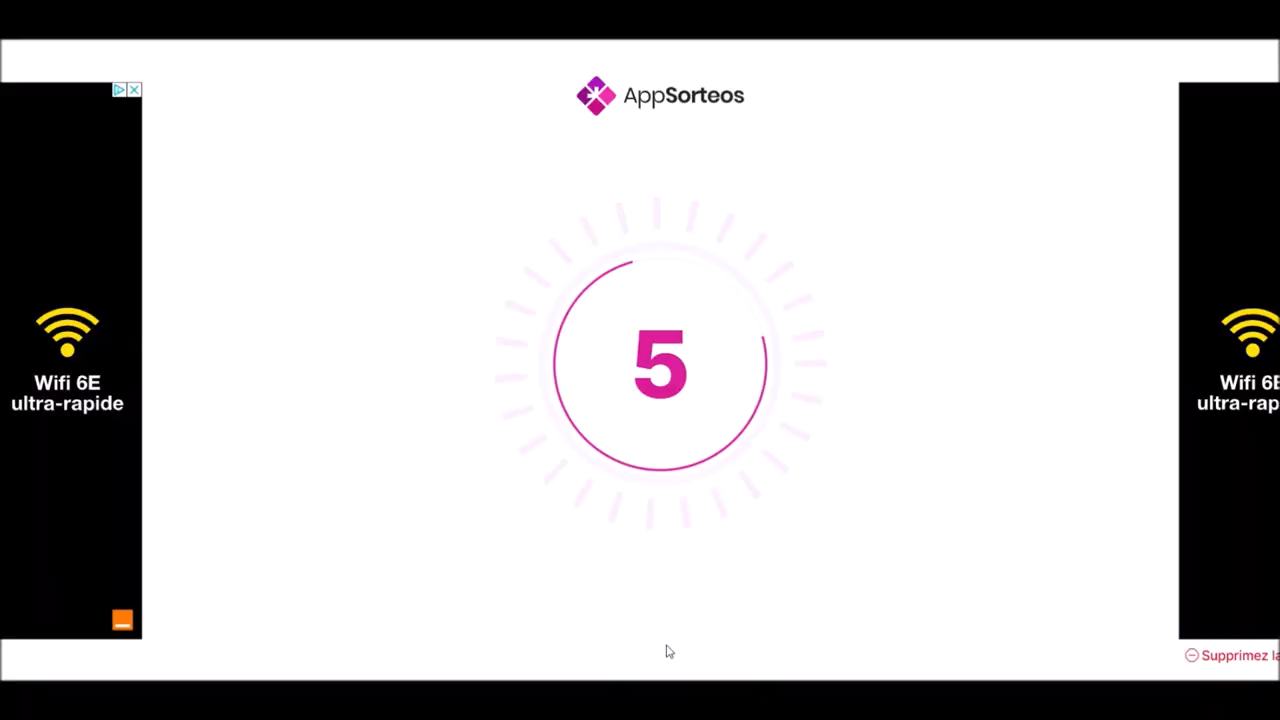 AppSorteos
5
Wifi 6E
ultra-rapide
Wifi 6E
ultra-rap
Supprimez la